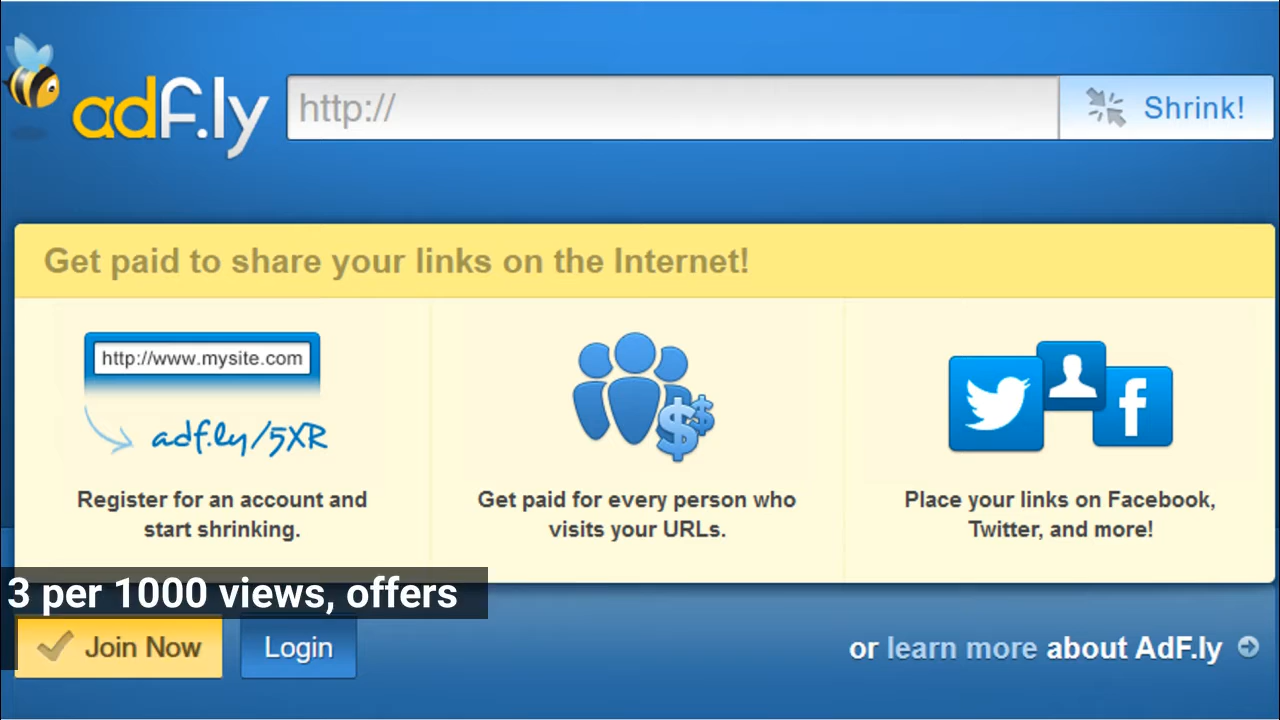 adf.ly
http://
Shrink!
Get paid to share your links on the Internet!
http://www.mysite.com
adf.ly/5XR
Register for an account and
start shrinking.
Get paid for every person who
visits your URLs.
Place your links on Facebook,
Twitter, and more!
3 per 1000 views, offers
Join Now
Login
or learn more about AdF.ly